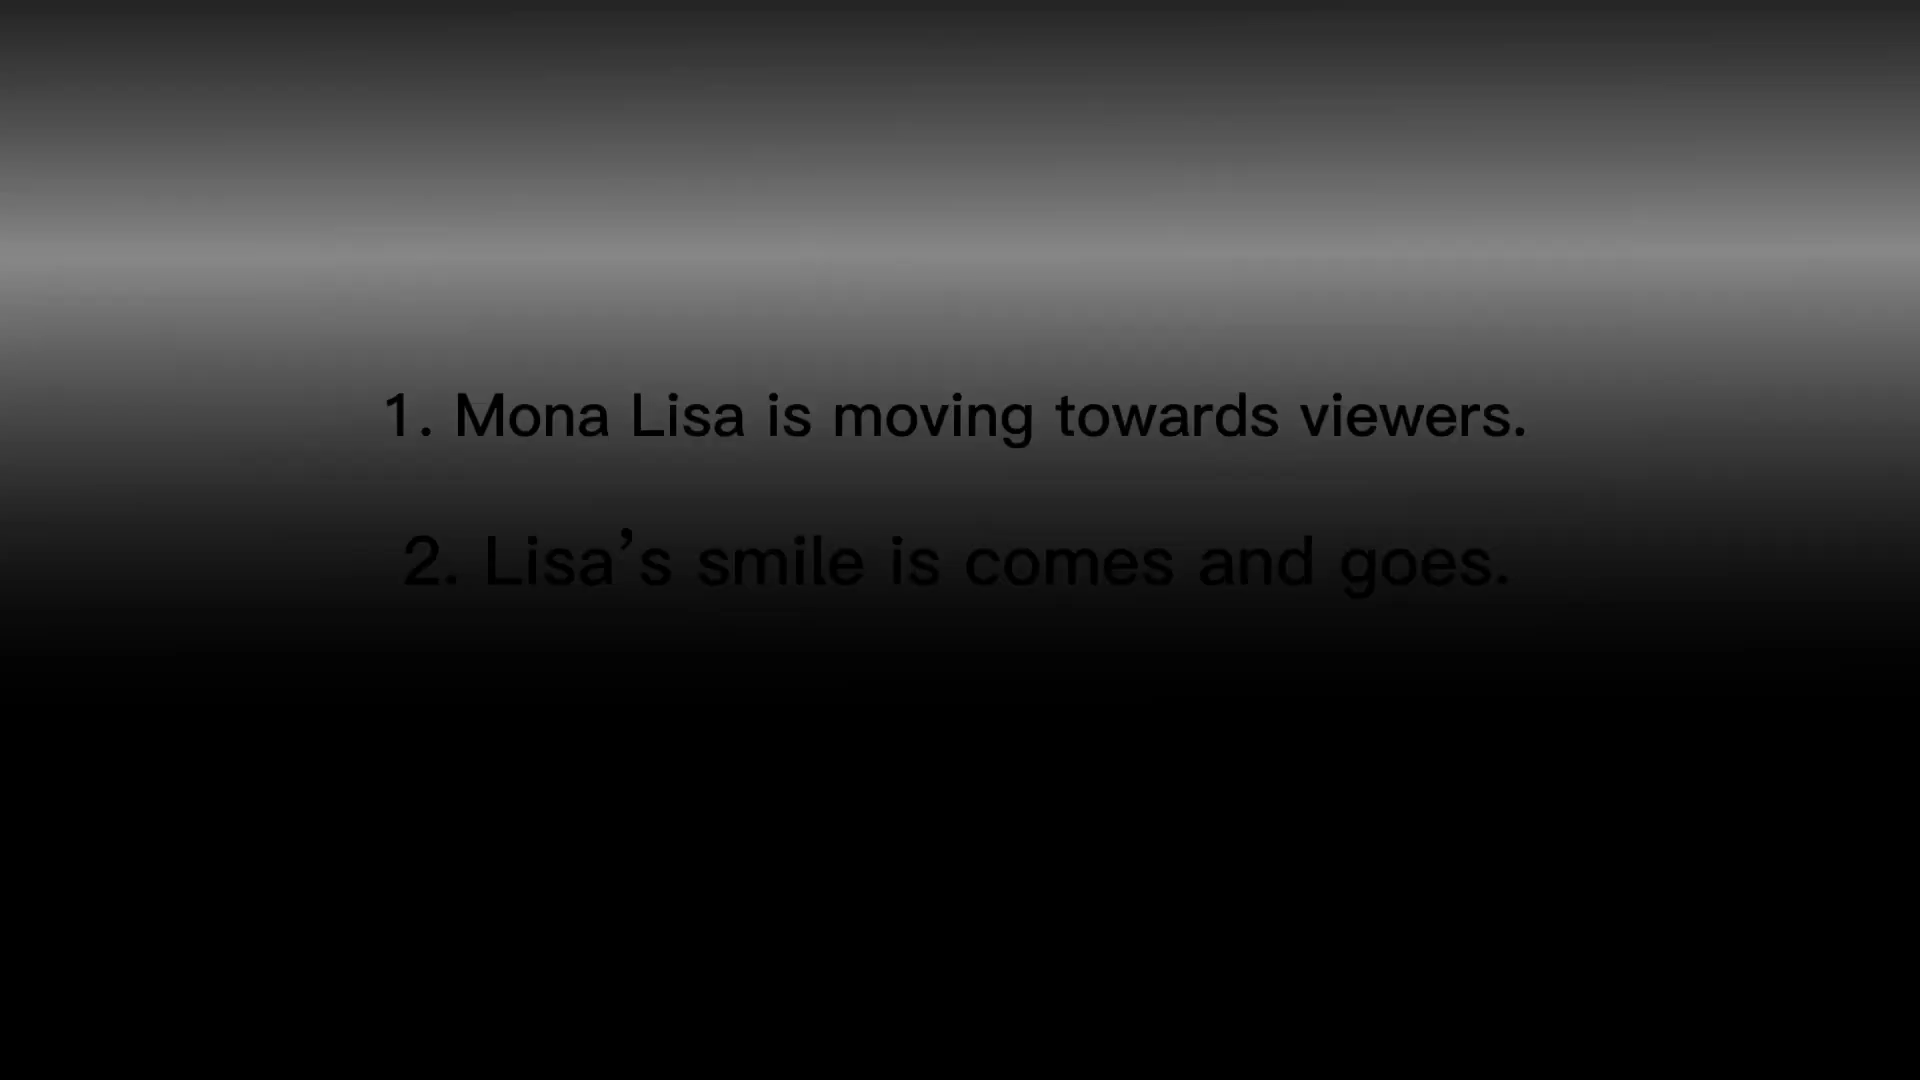 1. Mona Lisa is moving towards viewers.
2. Lisa’s smile is comes and goes.